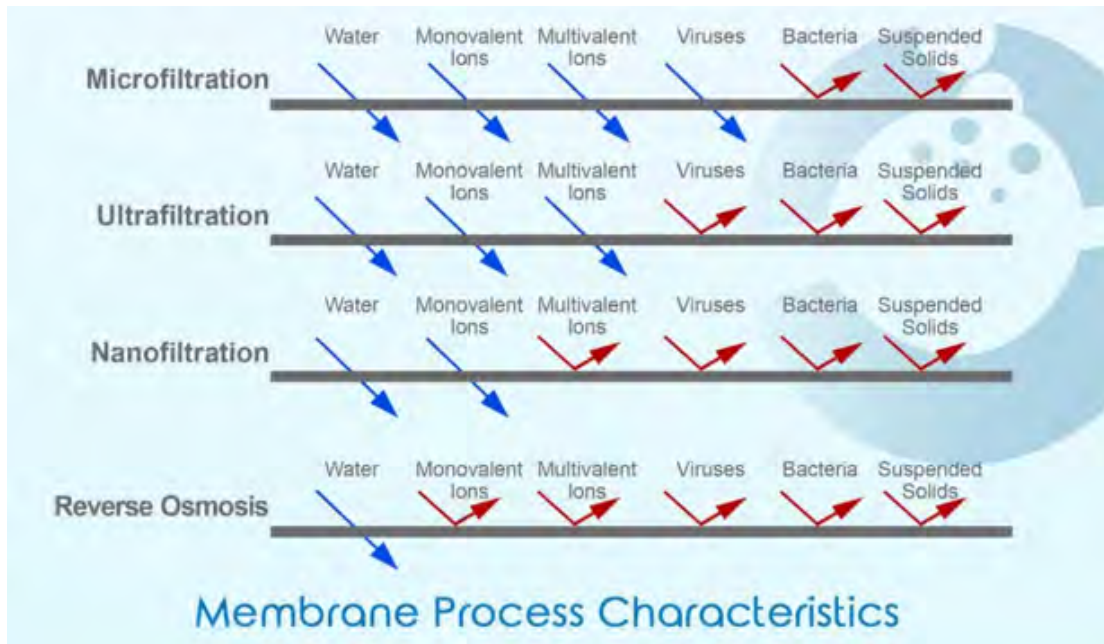 Water Monovalent Ions Multivalent Ions Viruses Bacteria Suspended Solids
Microfiltration
Water Monovalent Ions Multivalent Ions Viruses Bacteria Suspended Solids
Ultrafiltration
Water Monovalent Ions Multivalent Ions Viruses Bacteria Suspended Solids
Nanofiltration
Water Monovalent Ions Multivalent Ions Viruses Bacteria Suspended Solids
Reverse Osmosis
Membrane Process Characteristics